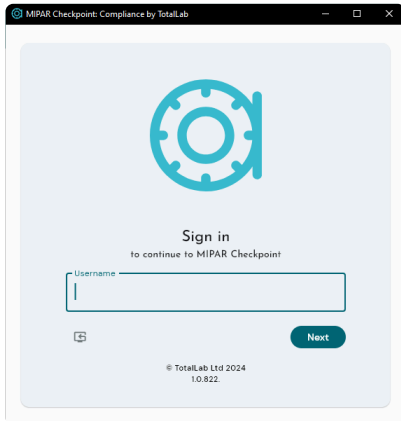 MIPAR Checkpoint: Compliance by TotalLab
Sign in
to continue to MIPAR Checkpoint
Username
Next
© TotalLab Ltd 2024
1.0.822.